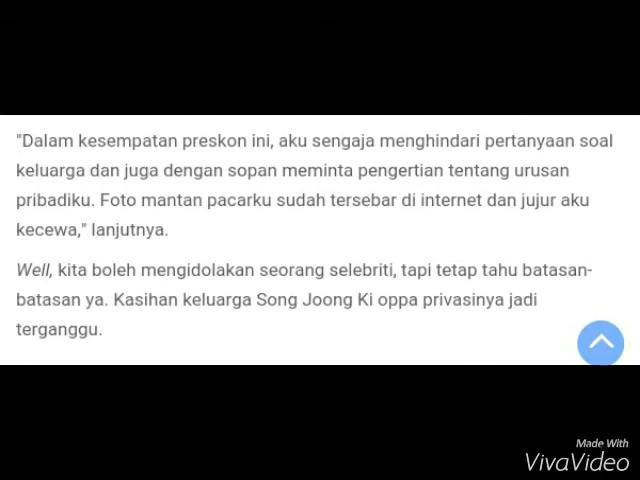 "Dalam kesempatan preskon ini, aku sengaja menghindari pertanyaan soal
keluarga dan juga dengan sopan meminta pengertian tentang urusan
pribadiku. Foto mantan pacarku sudah tersebar di internet dan jujur aku
kecewa," lanjutnya.
Well, kita boleh mengidolakan seorang selebriti, tapi tetap tahu batasan-
batasan ya. Kasihan keluarga Song Joong Ki oppa privasinya jadi
terganggu.
Made With
VivaVideo